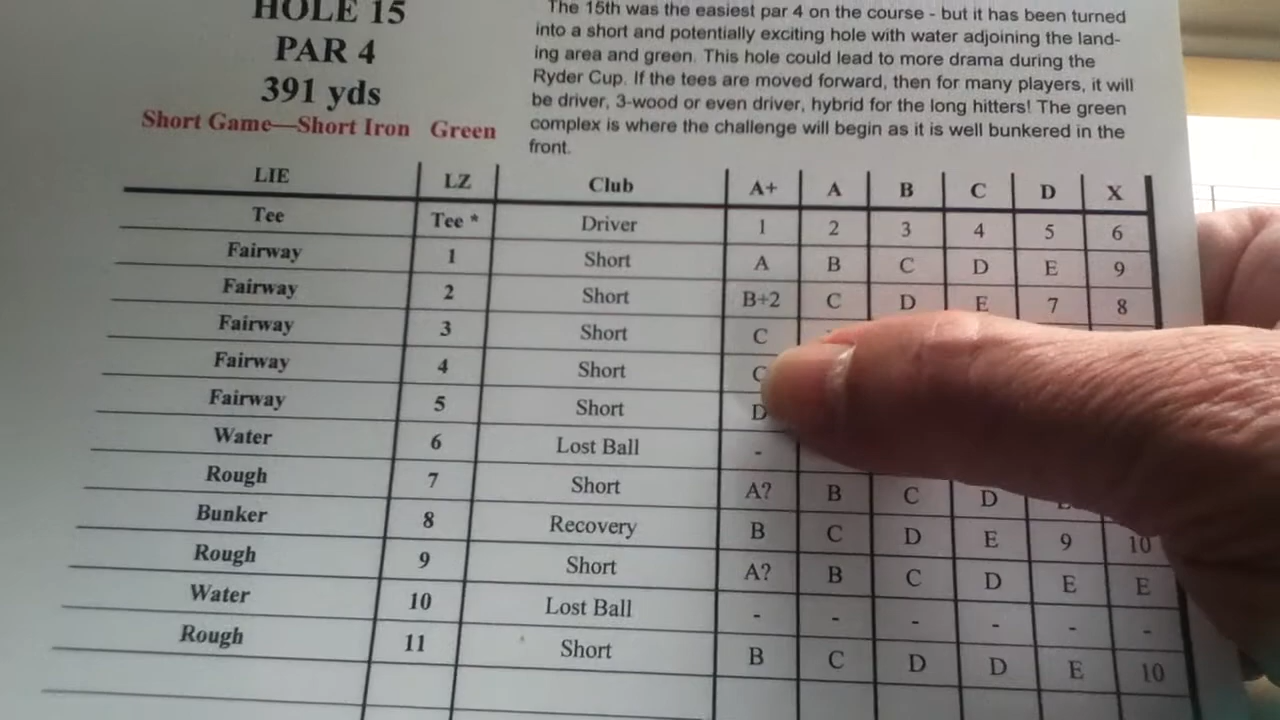 HOLE 15
PAR 4
391 yds
Short Game—Short Iron Green
The 15th was the easiest par 4 on the course - but it has been turned
into a short and potentially exciting hole with water adjoining the land-
ing area and green. This hole could lead to more drama during the
Ryder Cup. If the tees are moved forward, then for many players, it will
be driver, 3-wood or even driver, hybrid for the long hitters! The green
complex is where the challenge will begin as it is well bunkered in the
front.
LIE LZ Club A+ A B C D X
Tee Tee * Driver 1 2 3 4 5 6
Fairway 1 Short A B C D E 9
Fairway 2 Short B+2 C D E 7 8
Fairway 3 Short C
Fairway 4 Short C
Fairway 5 Short D
Water 6 Lost Ball -
Rough 7 Short A? B C D
Bunker 8 Recovery B C D E 9 10
Rough 9 Short A? B C D E E
Water 10 Lost Ball - - - - - -
Rough 11 Short B C D D E 10